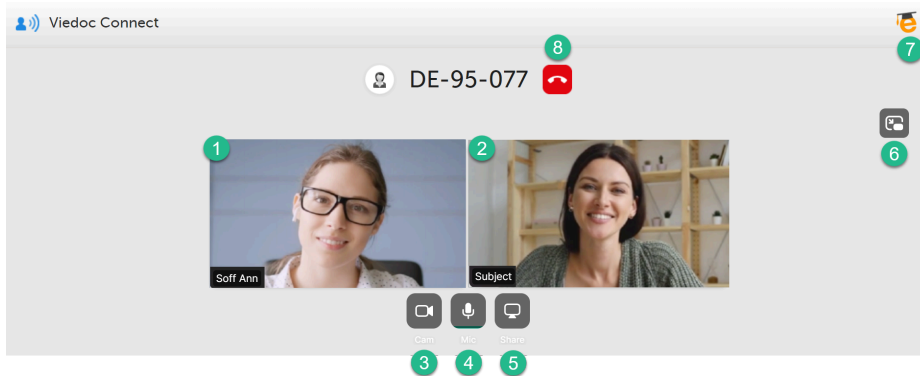 Viedoc Connect
e
7
8
DE-95-077
6
1
2
Soff Ann
Subject
Cam
Mic
Share
3
4
5